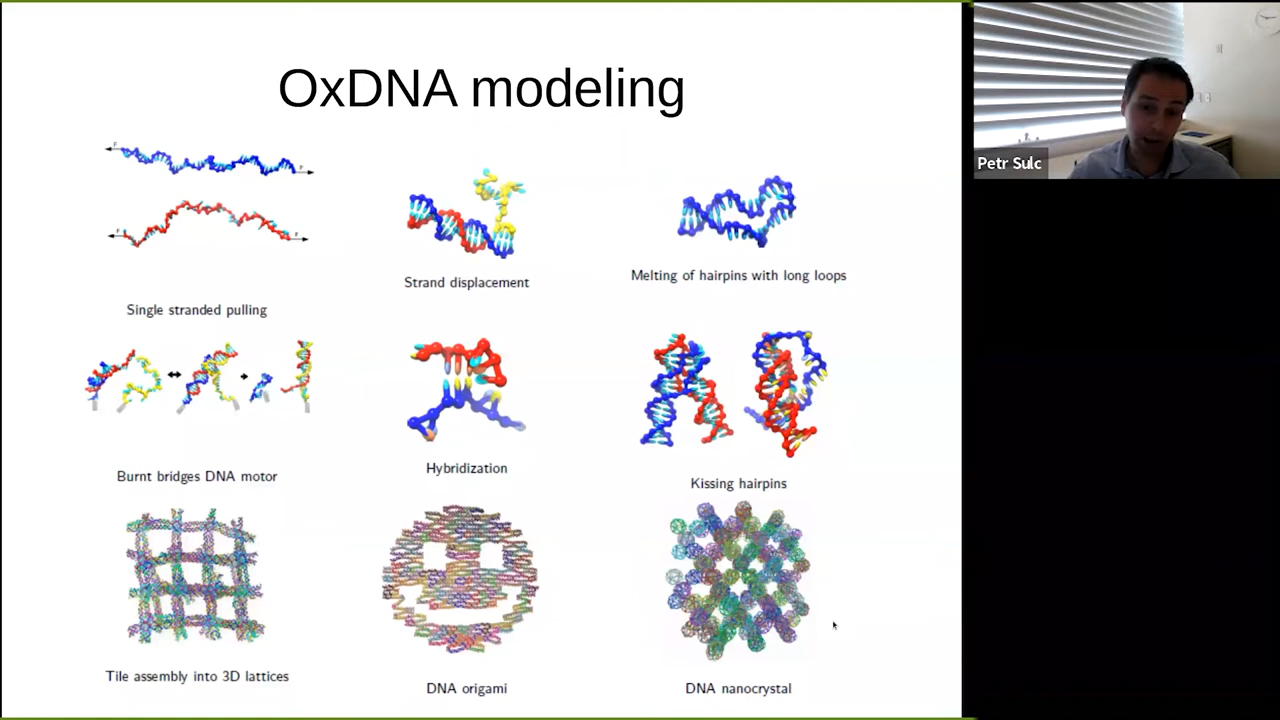 OxDNA modeling
Petr Sulc
F
F
F
F
Single stranded pulling
Strand displacement
Melting of hairpins with long loops
Burnt bridges DNA motor
Hybridization
Kissing hairpins
Tile assembly into 3D lattices
DNA origami
DNA nanocrystal